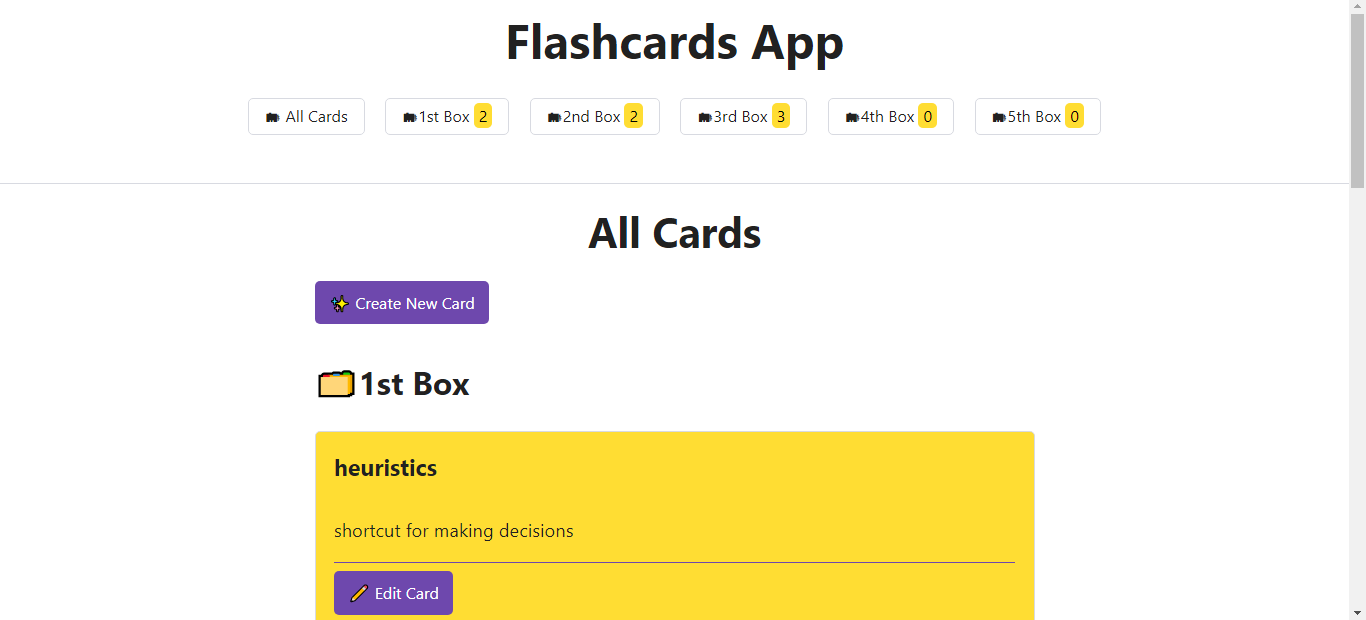 Flashcards App
All Cards
1st Box 2
2nd Box 2
3rd Box 3
4th Box 0
5th Box 0
All Cards
Create New Card
1st Box
heuristics
shortcut for making decisions
Edit Card